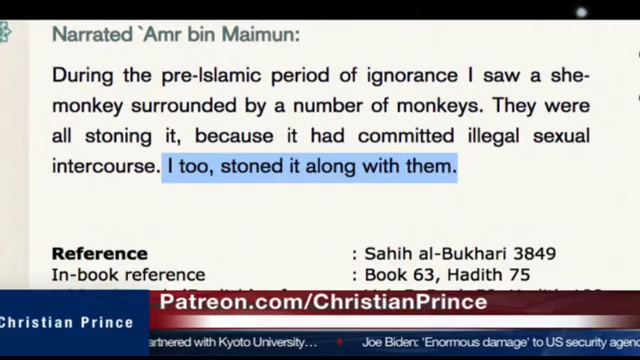 Narrated `Amr bin Maimun:
During the pre-Islamic period of ignorance I saw a she-
monkey surrounded by a number of monkeys. They were
all stoning it, because it had committed illegal sexual
intercourse. I too, stoned it along with them.
Reference : Sahih al-Bukhari 3849
In-book reference : Book 63, Hadith 75
Patreon.com/ChristianPrince
Christian Prince
artnered with Kyoto University… Joe Biden: 'Enormous damage' to US security agenc